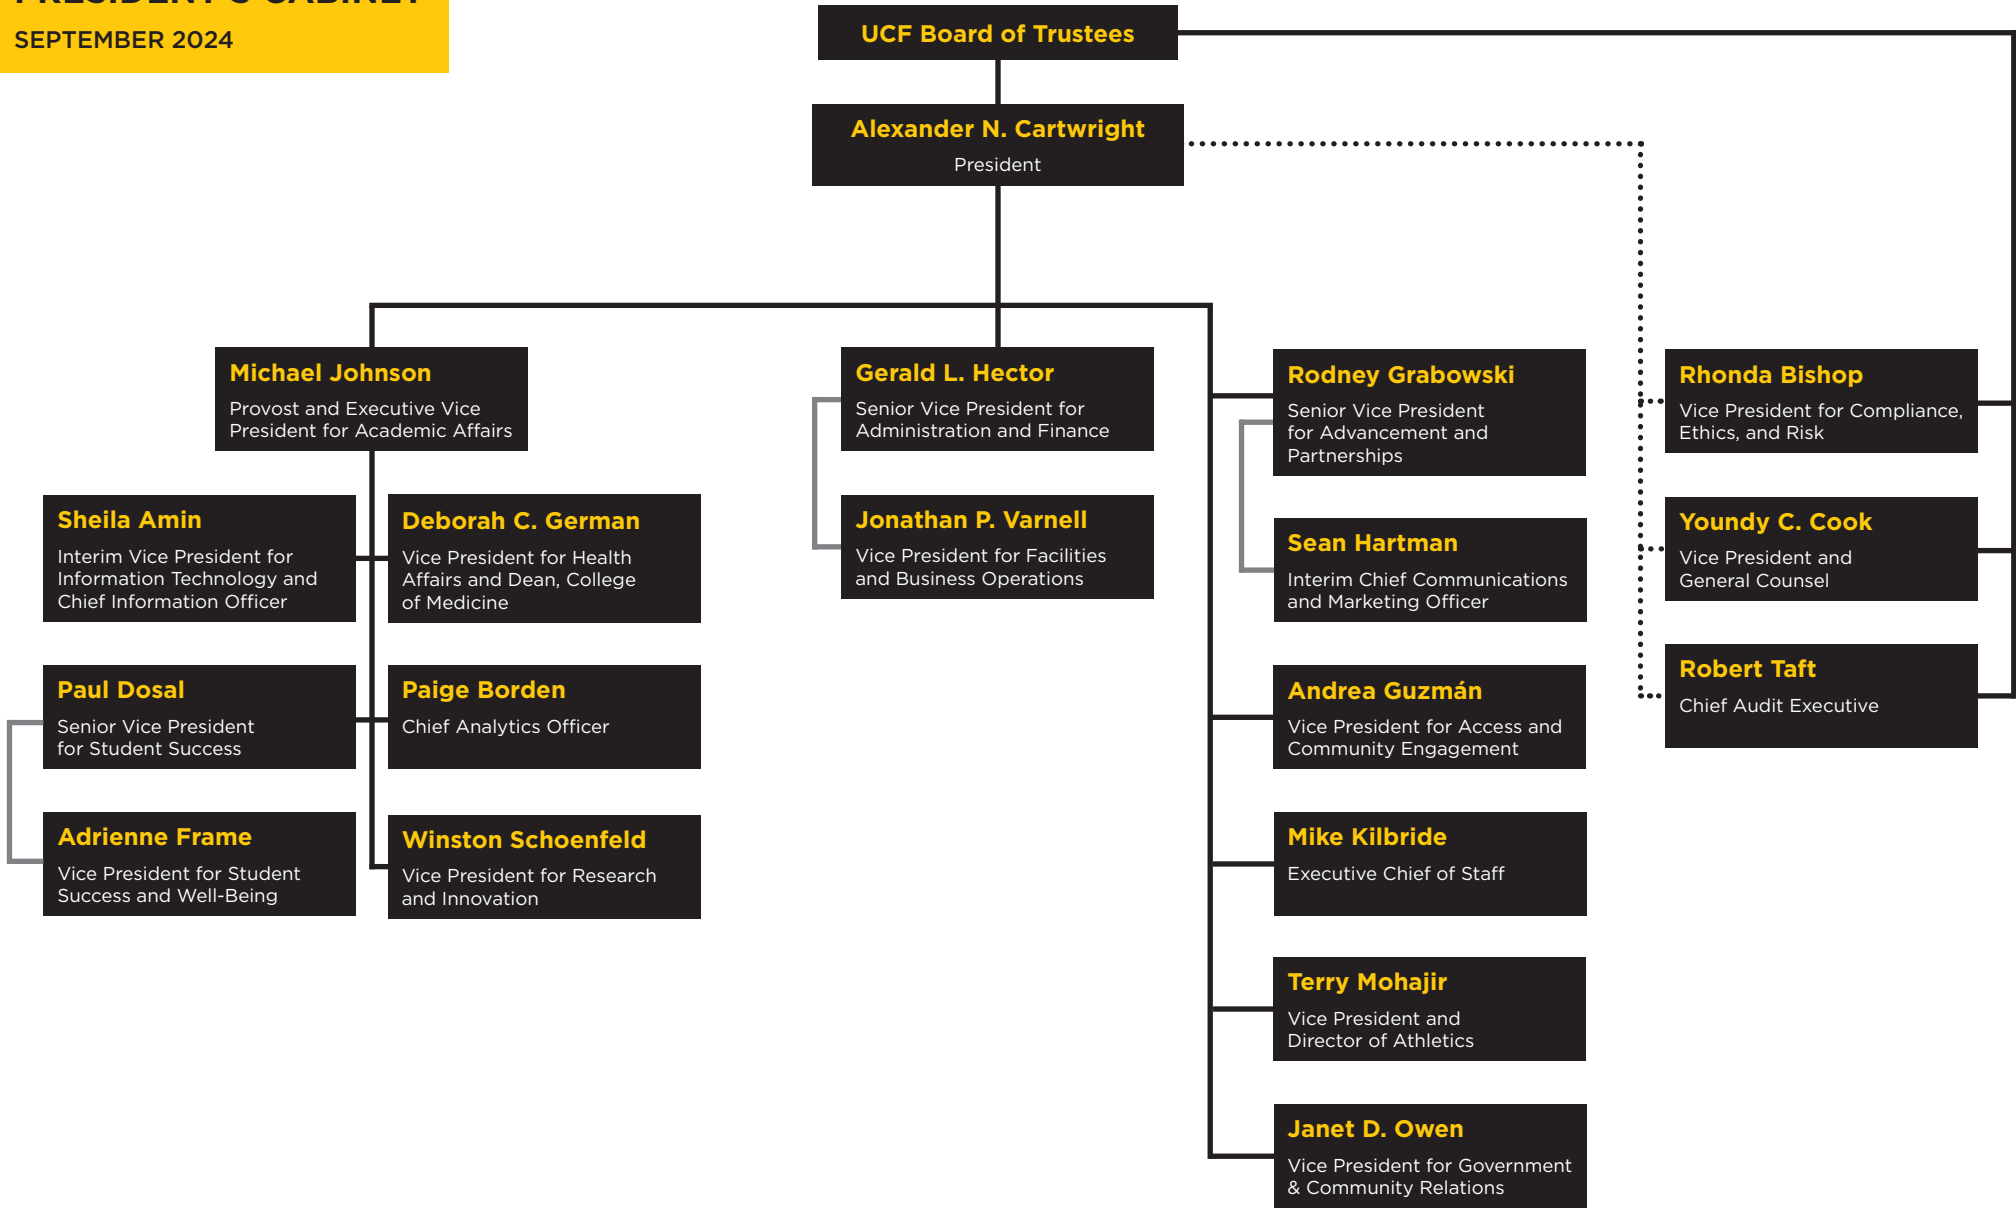 PRESIDENT'S CABINET
SEPTEMBER 2024
UCF Board of Trustees
Alexander N. Cartwright
President
Michael Johnson
Provost and Executive Vice
President for Academic Affairs
Sheila Amin
Interim Vice President for
Information Technology and
Chief Information Officer
Deborah C. German
Vice President for Health
Affairs and Dean, College
of Medicine
Paul Dosal
Senior Vice President
for Student Success
Paige Borden
Chief Analytics Officer
Adrienne Frame
Vice President for Student
Success and Well-Being
Winston Schoenfeld
Vice President for Research
and Innovation
Gerald L. Hector
Senior Vice President for
Administration and Finance
Jonathan P. Varnell
Vice President for Facilities
and Business Operations
Rodney Grabowski
Senior Vice President
for Advancement and
Partnerships
Sean Hartman
Interim Chief Communications
and Marketing Officer
Andrea Guzmán
Vice President for Access and
Community Engagement
Mike Kilbride
Executive Chief of Staff
Terry Mohajir
Vice President and
Director of Athletics
Janet D. Owen
Vice President for Government
& Community Relations
Rhonda Bishop
Vice President for Compliance,
Ethics, and Risk
Youndy C. Cook
Vice President and
General Counsel
Robert Taft
Chief Audit Executive